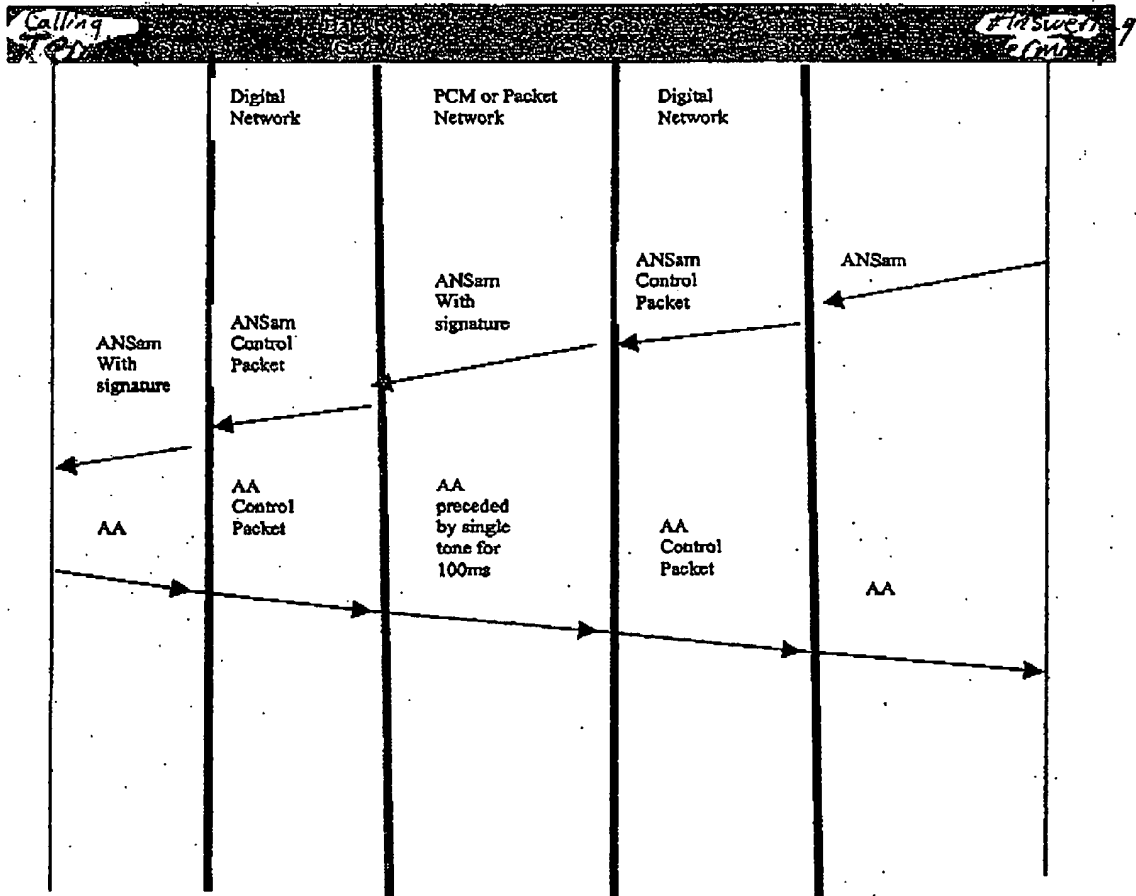 Calling
Digital
Network
PCM or Packet
Network
Digital
Network
ANSam
ANSam
Control
Packet
ANSam
With
signature
ANSam
Control
Packet
ANSam
With
signature
AA
AA
Control
Packet
AA
preceded
by single
tone for
100ms
AA
Control
Packet
AA